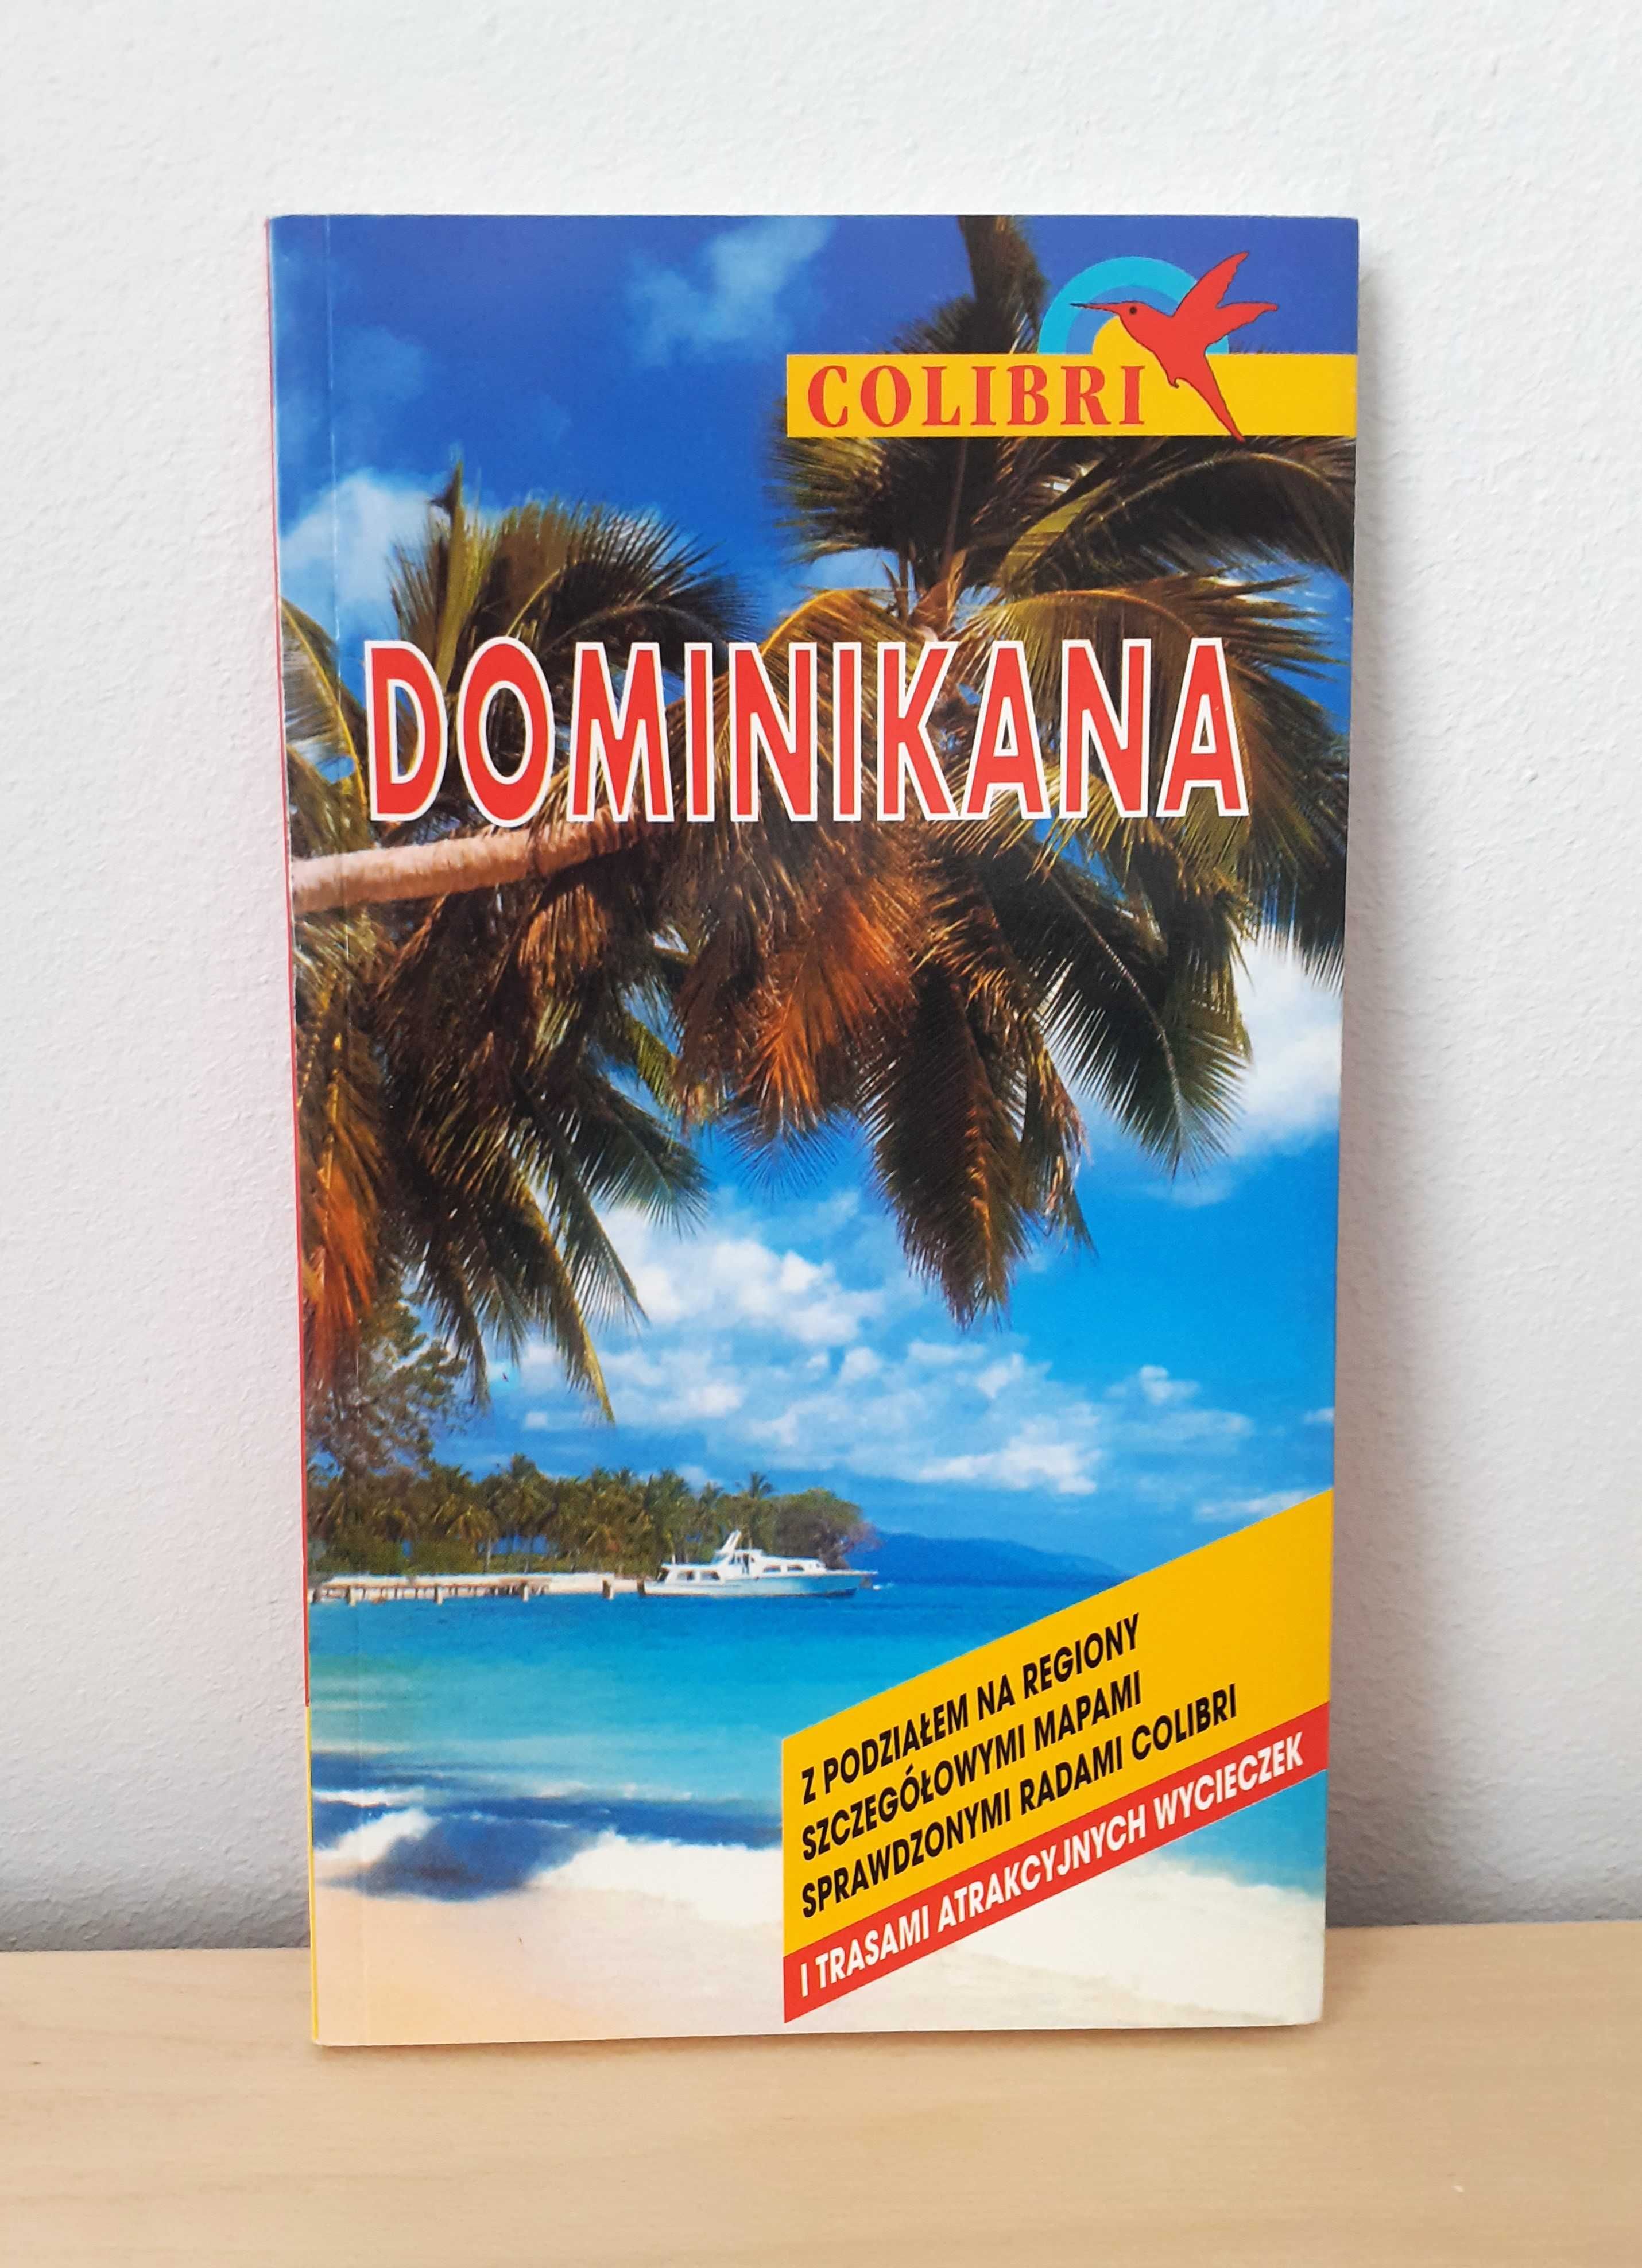 COLIBRI
DOMINIKANA
Z PODZIAŁEM NA REGIONY
SZCZEGÓŁOWYMI MAPAMI
SPRAWDZONYMI RADAMI COLIBRI
I TRASAMI ATRAKCYJNYCH WYCIECZEK